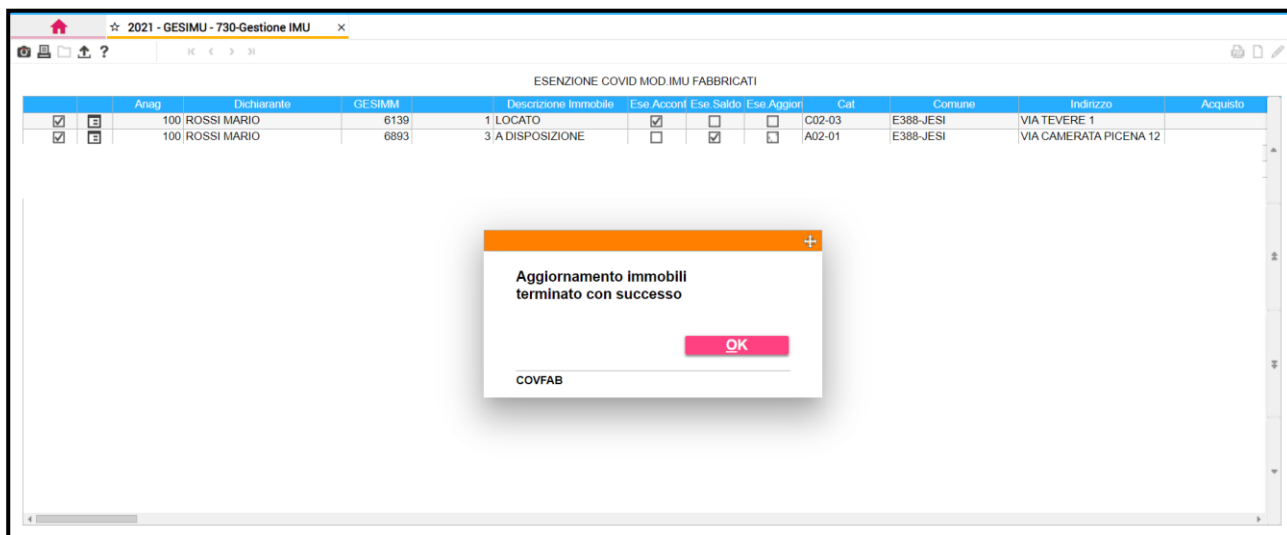 ☆ 2021 - GESIMU - 730-Gestione IMU ×
?
ESENZIONE COVID MOD.IMU FABBRICATI
Anag Dichiarante GESIMM Descrizione Immobile Ese.Accont Ese.Saldo Ese.Aggior Cat Comune Indirizzo Acquisto
100 ROSSI MARIO 6139 1 LOCATO C02-03 E388-JESI VIA TEVERE 1
100 ROSSI MARIO 6893 3 A DISPOSIZIONE A02-01 E388-JESI VIA CAMERATA PICENA 12
Aggiornamento immobili
terminato con successo
OK
COVFAB